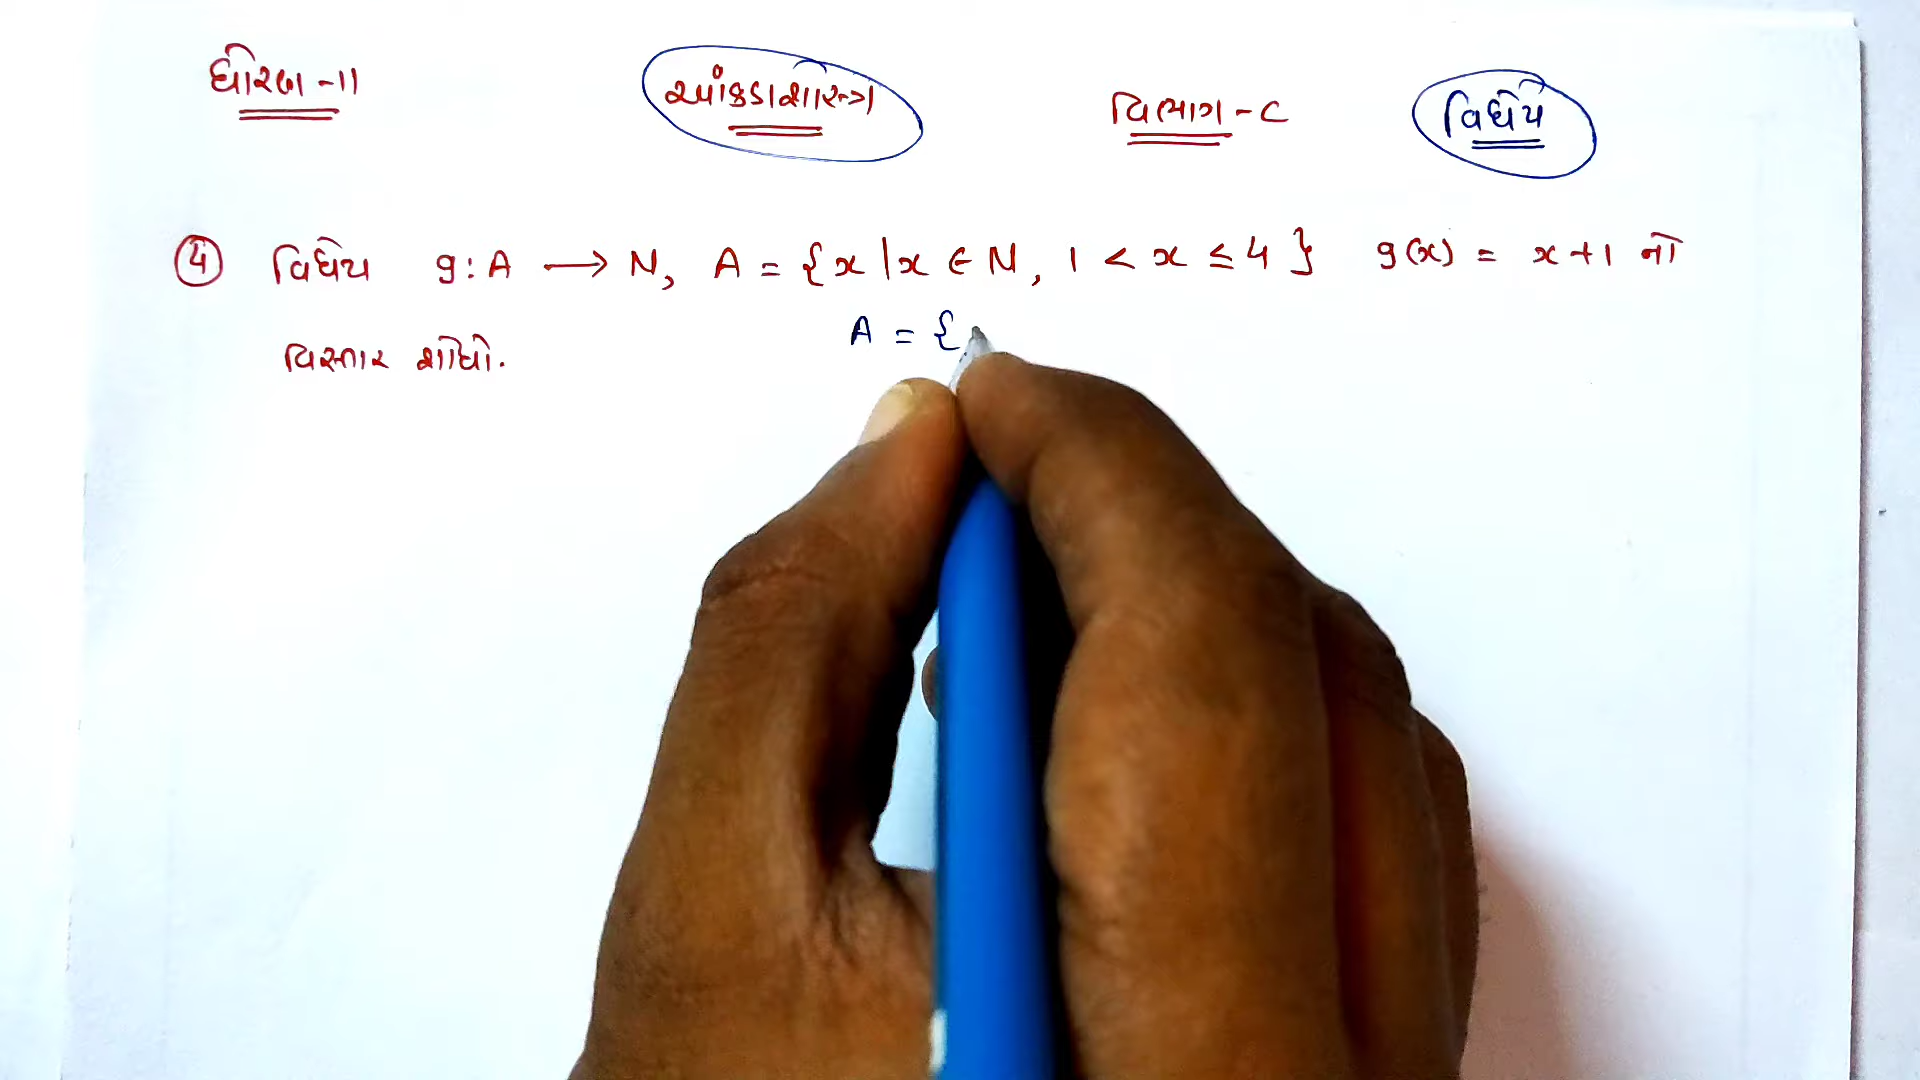 ધોરણ - 11 આંકડાશાસ્ત્ર વિભાગ - C વિધેય
④ વિધેય g : A → N, A = {x | x ∈ N, 1 < x ≤ 4} g(x) = x + 1 નો
વિસ્તાર શોધો.
A = {